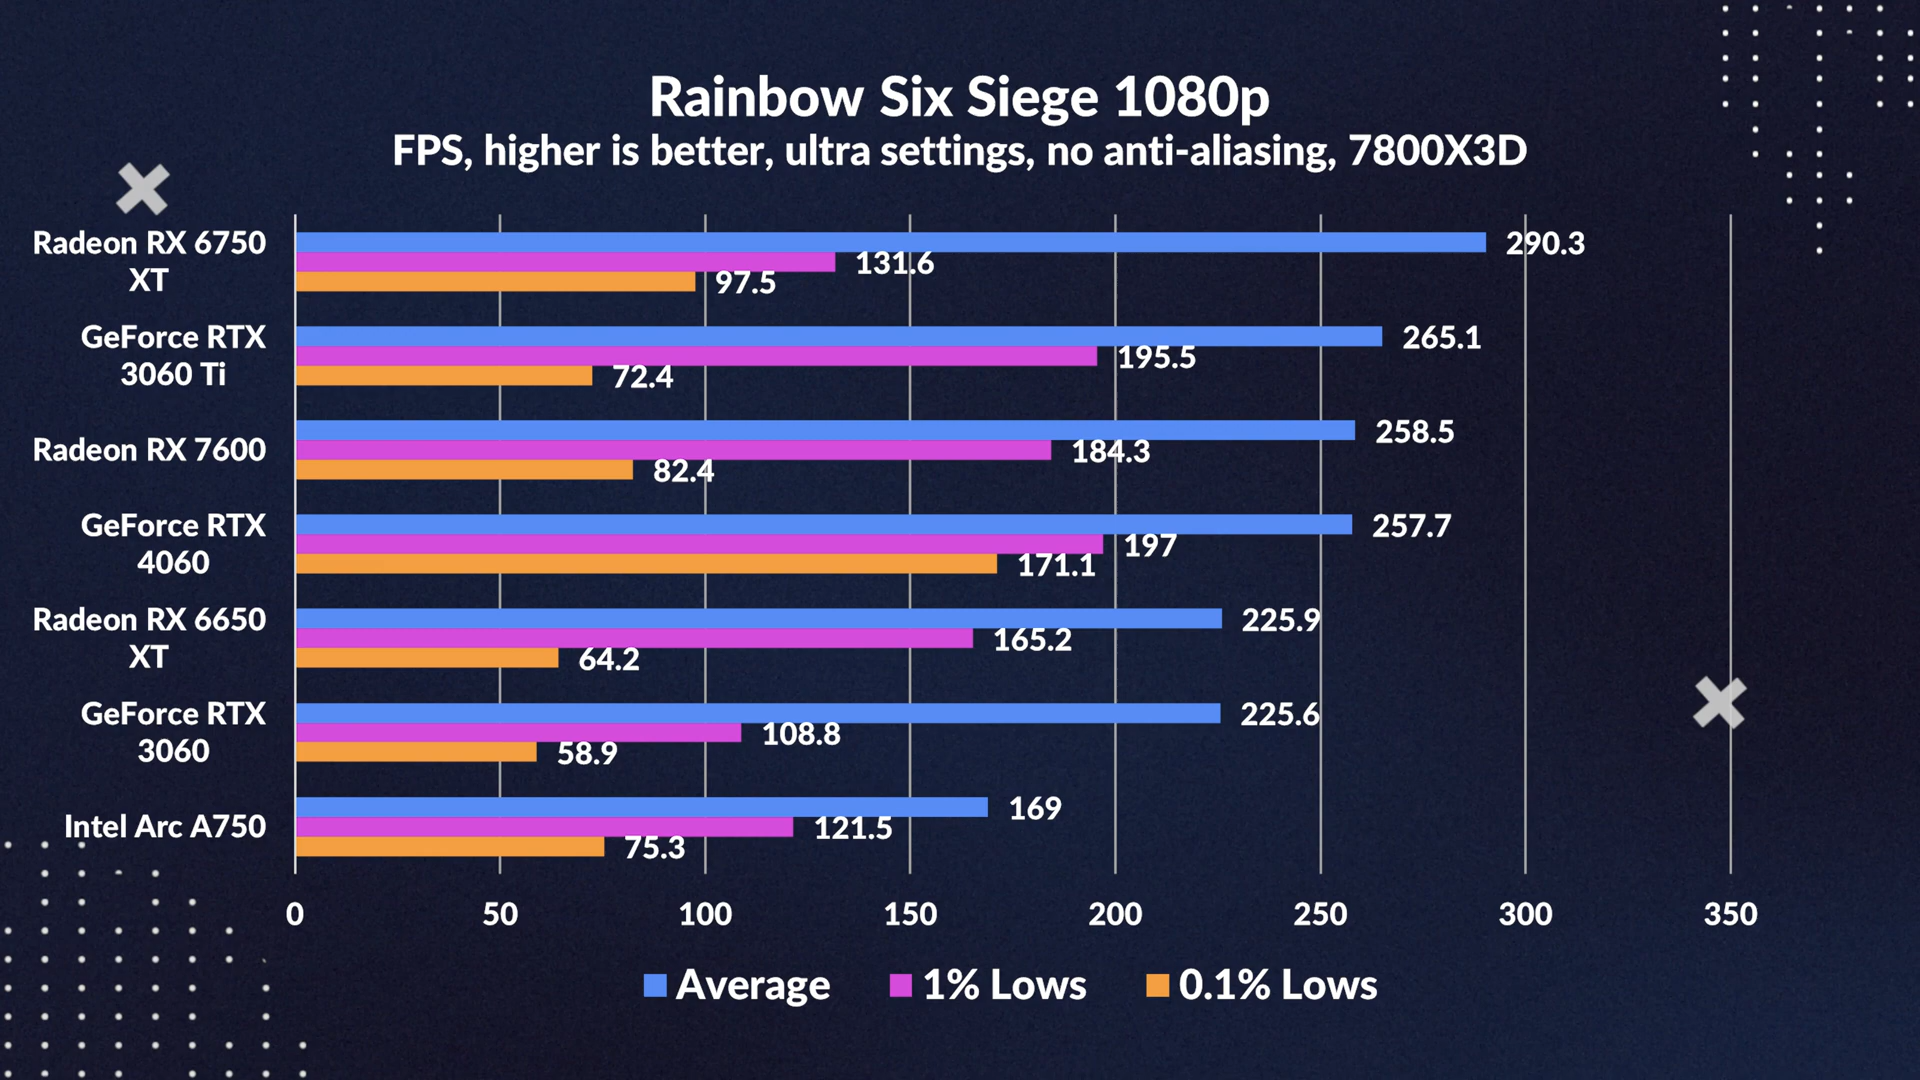 Rainbow Six Siege 1080p
FPS, higher is better, ultra settings, no anti-aliasing, 7800X3D
Radeon RX 6750
XT
290.3
131.6
97.5
GeForce RTX
3060 Ti
265.1
195.5
72.4
Radeon RX 7600
258.5
184.3
82.4
GeForce RTX
4060
257.7
197
171.1
Radeon RX 6650
XT
225.9
165.2
64.2
GeForce RTX
3060
225.6
108.8
58.9
Intel Arc A750
169
121.5
75.3
0 50 100 150 200 250 300 350
Average 1% Lows 0.1% Lows